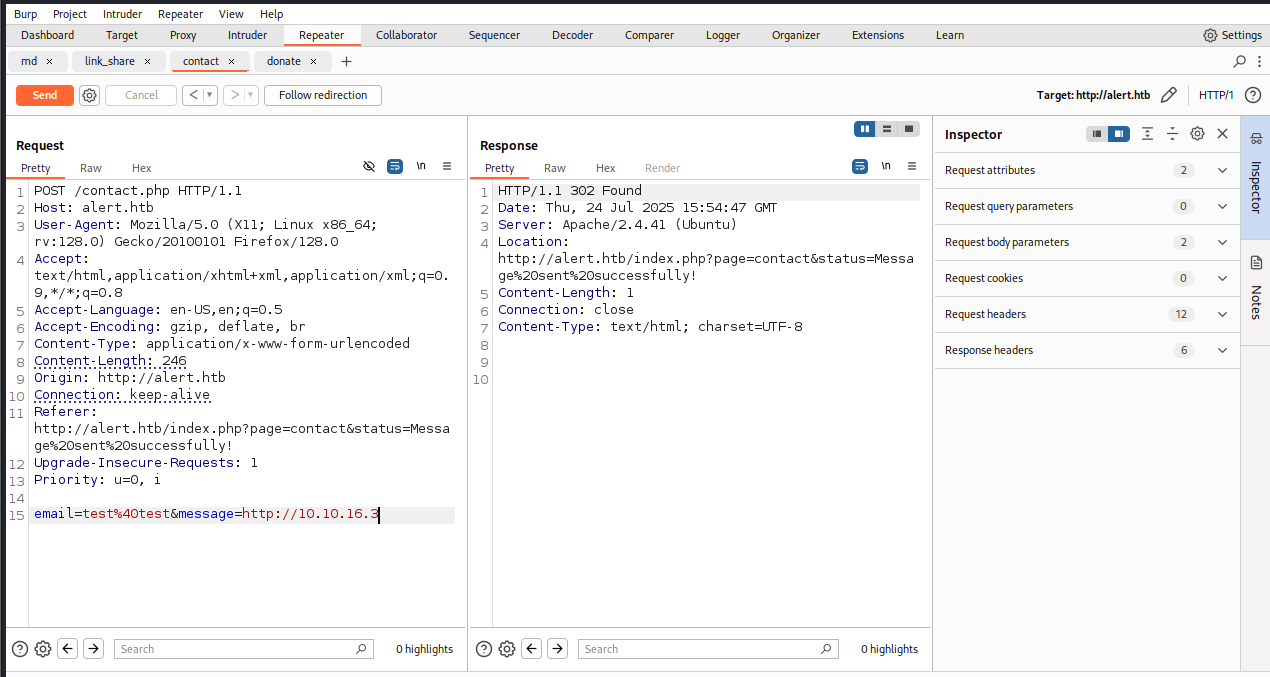 Burp Project Intruder Repeater View Help
Dashboard Target Proxy Intruder Repeater Collaborator Sequencer Decoder Comparer Logger Organizer Extensions Learn Settings
md × link_share × contact × donate × +
Send Cancel < > Follow redirection Target: http://alert.htb HTTP/1 ?
Request
Pretty Raw Hex \n
1 POST /contact.php HTTP/1.1
2 Host: alert.htb
3 User-Agent: Mozilla/5.0 (X11; Linux x86_64;
rv:128.0) Gecko/20100101 Firefox/128.0
4 Accept:
text/html,application/xhtml+xml,application/xml;q=0.
9,*/*;q=0.8
5 Accept-Language: en-US,en;q=0.5
6 Accept-Encoding: gzip, deflate, br
7 Content-Type: application/x-www-form-urlencoded
8 Content-Length: 246
9 Origin: http://alert.htb
10 Connection: keep-alive
11 Referer:
http://alert.htb/index.php?page=contact&status=Messa
ge%20sent%20successfully!
12 Upgrade-Insecure-Requests: 1
13 Priority: u=0, i
14
15 email=test%40test&message=http://10.10.16.3
? Search 0 highlights
Response
Pretty Raw Hex Render \n
1 HTTP/1.1 302 Found
2 Date: Thu, 24 Jul 2025 15:54:47 GMT
3 Server: Apache/2.4.41 (Ubuntu)
4 Location:
http://alert.htb/index.php?page=contact&status=Messa
ge%20sent%20successfully!
5 Content-Length: 1
6 Connection: close
7 Content-Type: text/html; charset=UTF-8
8
9
10
? Search 0 highlights
Inspector
Request attributes 2
Request query parameters 0
Request body parameters 2
Request cookies 0
Request headers 12
Response headers 6
Inspector
Notes